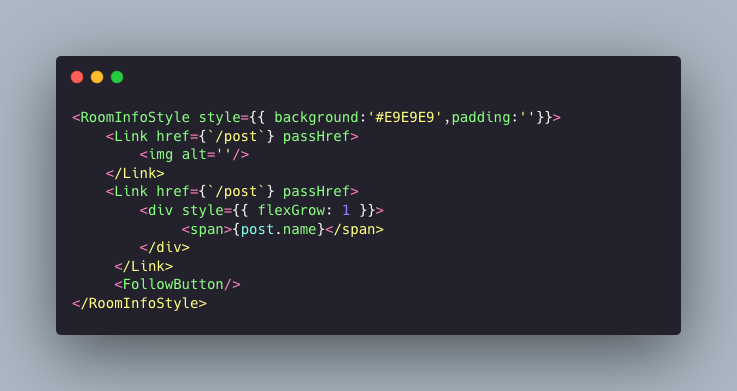 <RoomInfoStyle style={{ background:'#E9E9E9',padding:''}}>
    <Link href={`/post`} passHref>
        <img alt=''/>
    </Link>
    <Link href={`/post`} passHref>
        <div style={{ flexGrow: 1 }}>
             <span>{post.name}</span>
        </div>
     </Link>
     <FollowButton/>
</RoomInfoStyle>